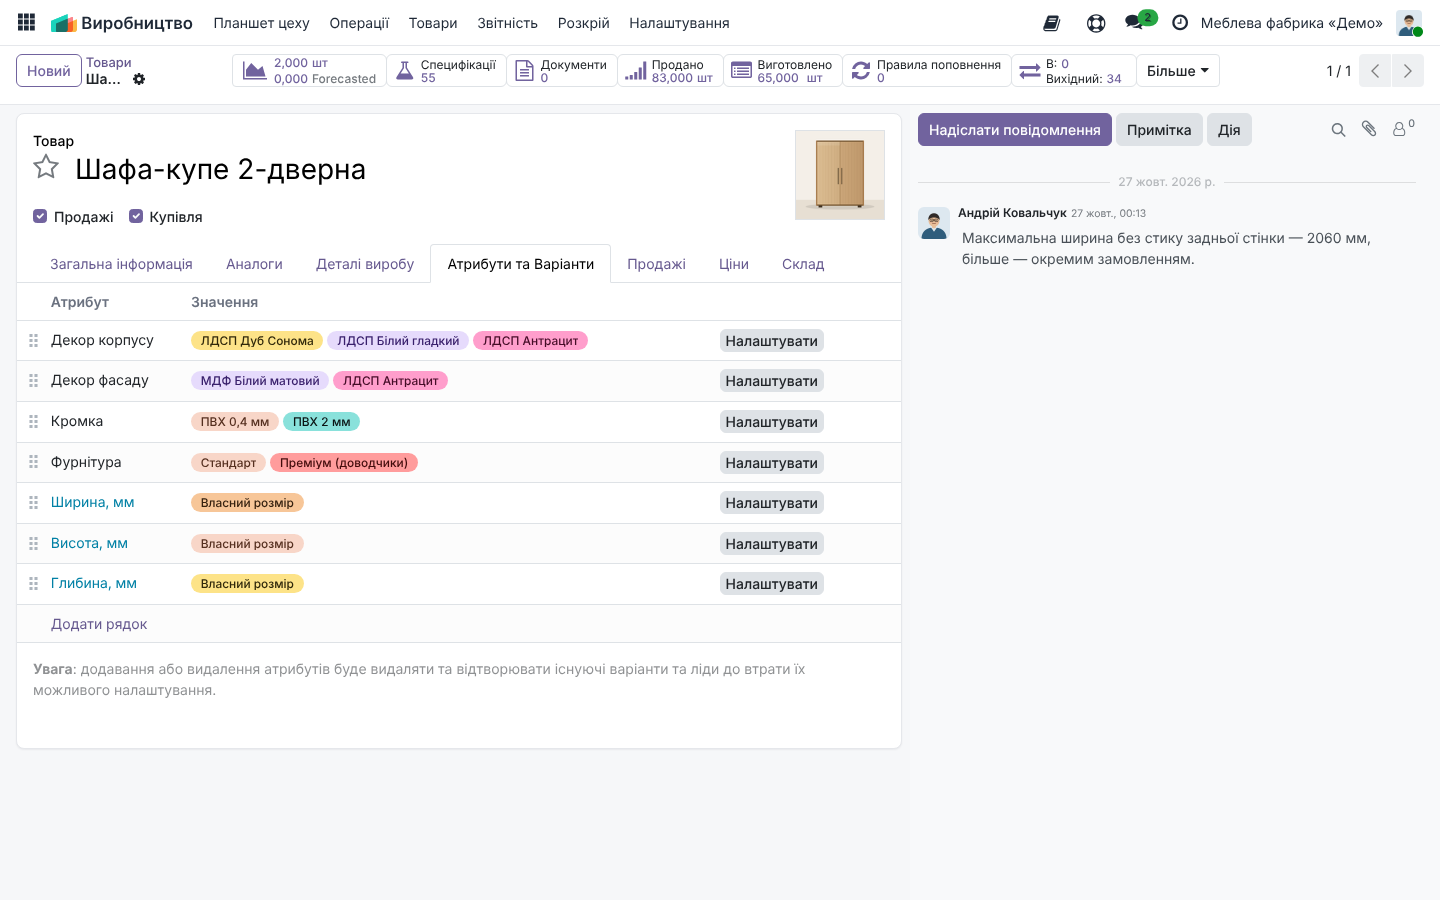 Виробництво Планшет цеху Операції Товари Звітність Розкрій Налаштування 2 Меблева фабрика «Демо»
Новий Товари
Ша...
2,000 шт
0,000 Forecasted
Специфікації
55
Документи
0
Продано
83,000 шт
Виготовлено
65,000 шт
Правила поповнення
0
В: 0
Вихідний: 34
Більше
1 / 1
Товар
Шафа-купе 2-дверна
Продажі Купівля
Загальна інформація Аналоги Деталі виробу Атрибути та Варіанти Продажі Ціни Склад
Атрибут Значення
Декор корпусу ЛДСП Дуб Сонома ЛДСП Білий гладкий ЛДСП Антрацит Налаштувати
Декор фасаду МДФ Білий матовий ЛДСП Антрацит Налаштувати
Кромка ПВХ 0,4 мм ПВХ 2 мм Налаштувати
Фурнітура Стандарт Преміум (доводчики) Налаштувати
Ширина, мм Власний розмір Налаштувати
Висота, мм Власний розмір Налаштувати
Глибина, мм Власний розмір Налаштувати
Додати рядок
Увага: додавання або видалення атрибутів буде видаляти та відтворювати існуючі варіанти та ліди до втрати їх
можливого налаштування.
Надіслати повідомлення Примітка Дія 0
27 жовт. 2026 р.
Андрій Ковальчук 27 жовт., 00:13
Максимальна ширина без стику задньої стінки — 2060 мм,
більше — окремим замовленням.